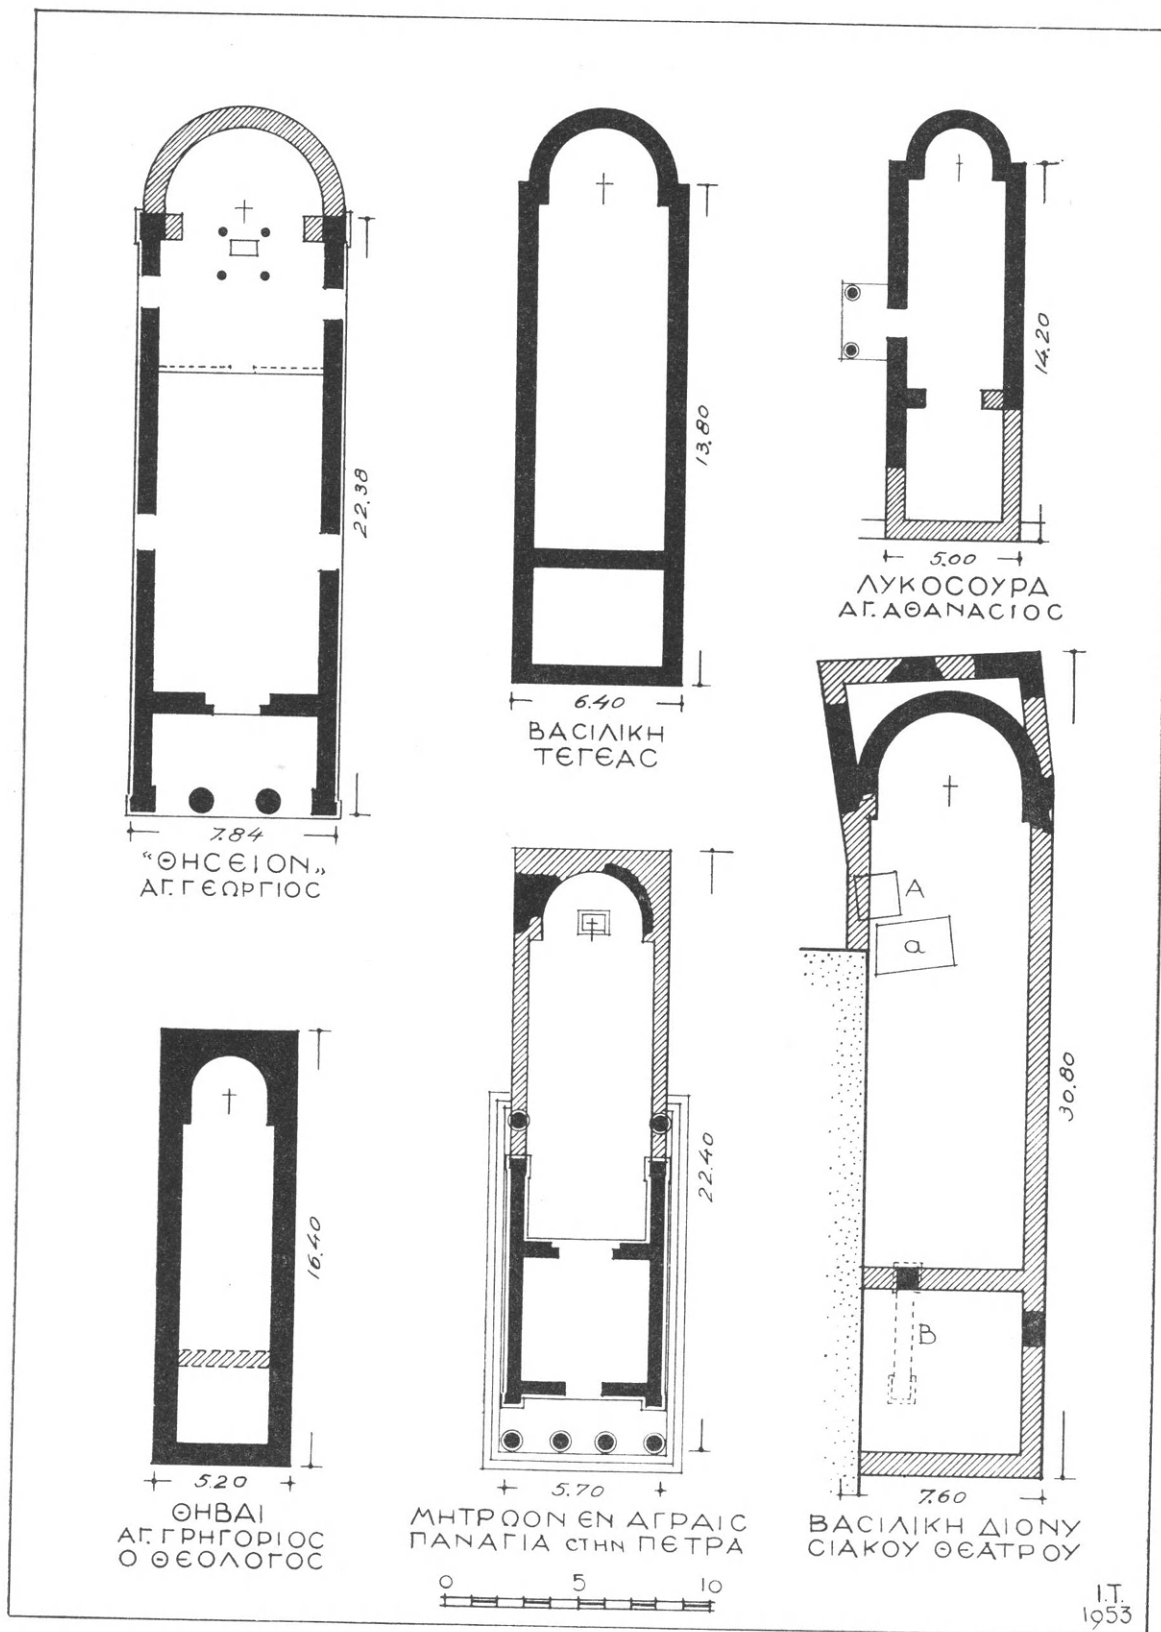 22.38
7.84
“ΘΗCΕΙΟΝ„
ΑΓ. ΓΕΩΡΓΙΟC
13.80
6.40
ΒΑCΙΛΙΚΗ
ΤΕΓΕΑC
14.20
5.00
ΛΥΚΟCΟΥΡΑ
ΑΓ. ΑΘΑΝΑCΙΟC
16.40
5.20
ΘΗΒΑΙ
ΑΓ. ΓΡΗΓΟΡΙΟC
Ο ΘΕΟΛΟΓΟC
22.40
5.70
ΜΗΤΡΩΟΝ ΕΝ ΑΓΡΑΙC
ΠΑΝΑΓΙΑ CΤΗΝ ΠΕΤΡΑ
A
a
30.80
B
7.60
ΒΑCΙΛΙΚΗ ΔΙΟΝΥ
CΙΑΚΟΥ ΘΕΑΤΡΟΥ
0 5 10
Ι.Τ.
1953